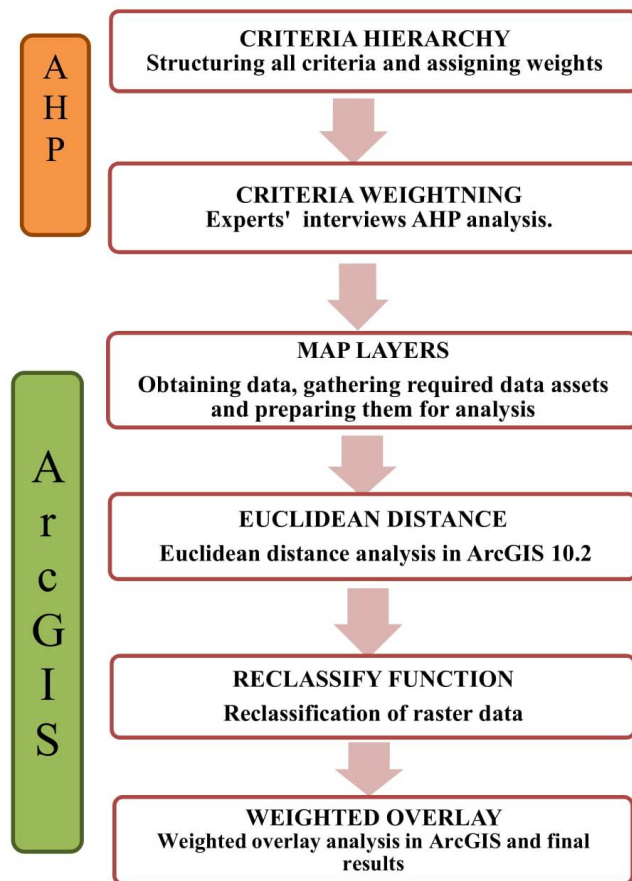 AHP
CRITERIA HIERARCHY
Structuring all criteria and assigning weights
CRITERIA WEIGHTNING
Experts' interviews AHP analysis.
ArcGIS
MAP LAYERS
Obtaining data, gathering required data assets
and preparing them for analysis
EUCLIDEAN DISTANCE
Euclidean distance analysis in ArcGIS 10.2
RECLASSIFY FUNCTION
Reclassification of raster data
WEIGHTED OVERLAY
Weighted overlay analysis in ArcGIS and final
results